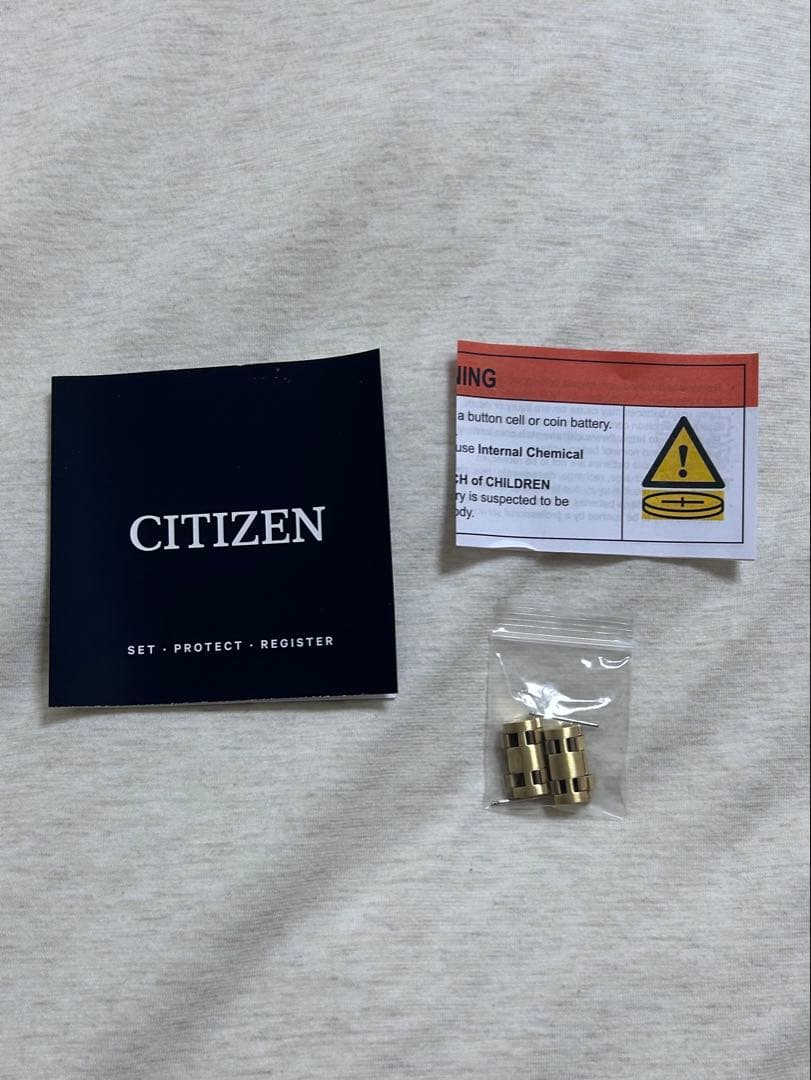 CITIZEN
SET · PROTECT · REGISTER
NING
a button cell or coin battery.
use Internal Chemical
CH of CHILDREN
ry is suspected to be
ody.